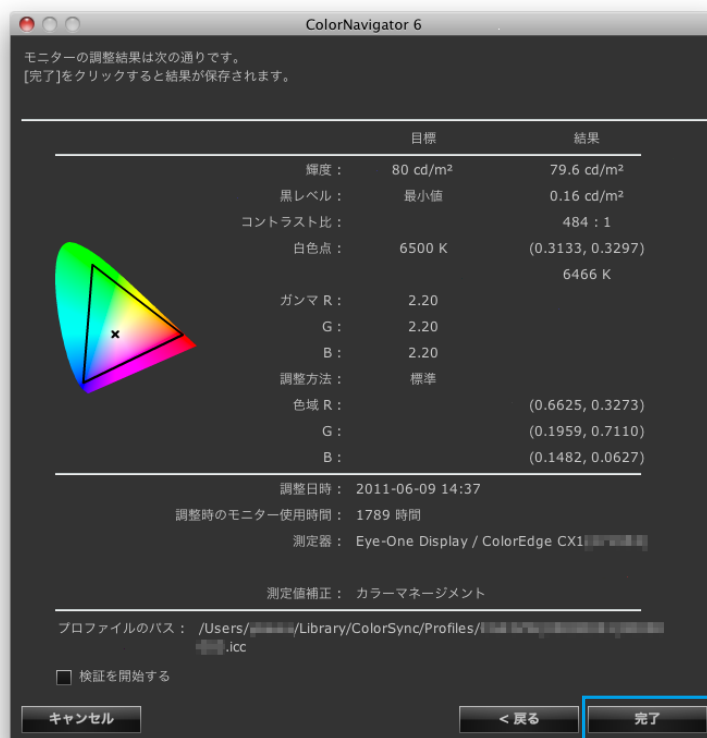 ColorNavigator 6
モニターの調整結果は次の通りです。
[完了]をクリックすると結果が保存されます。
目標 結果
輝度： 80 cd/m² 79.6 cd/m²
黒レベル： 最小値 0.16 cd/m²
コントラスト比： 484 : 1
白色点： 6500 K (0.3133, 0.3297)
6466 K
ガンマ R： 2.20
G： 2.20
B： 2.20
調整方法： 標準
色域 R： (0.6625, 0.3273)
G： (0.1959, 0.7110)
B： (0.1482, 0.0627)
調整日時： 2011-06-09 14:37
調整時のモニター使用時間： 1789 時間
測定器： Eye-One Display / ColorEdge CX1
測定値補正： カラーマネージメント
プロファイルのパス： /Users/ /Library/ColorSync/Profiles/
.icc
検証を開始する
キャンセル < 戻る 完了